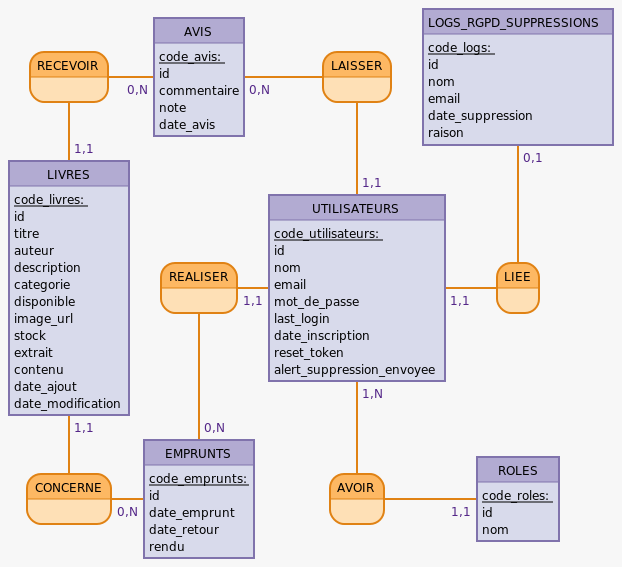 AVIS
code_avis:
id
commentaire
note
date_avis
LOGS_RGPD_SUPPRESSIONS
code_logs:
id
nom
email
date_suppression
raison
RECEVOIR
LAISSER
0,N
0,N
1,1
1,1
0,1
LIVRES
code_livres:
id
titre
auteur
description
categorie
disponible
image_url
stock
extrait
contenu
date_ajout
date_modification
UTILISATEURS
code_utilisateurs:
id
nom
email
mot_de_passe
last_login
date_inscription
reset_token
alert_suppression_envoyee
REALISER
1,1
LIEE
1,1
1,1
0,N
1,N
EMPRUNTS
code_emprunts:
id
date_emprunt
date_retour
rendu
ROLES
code_roles:
id
nom
CONCERNE
0,N
AVOIR
1,1